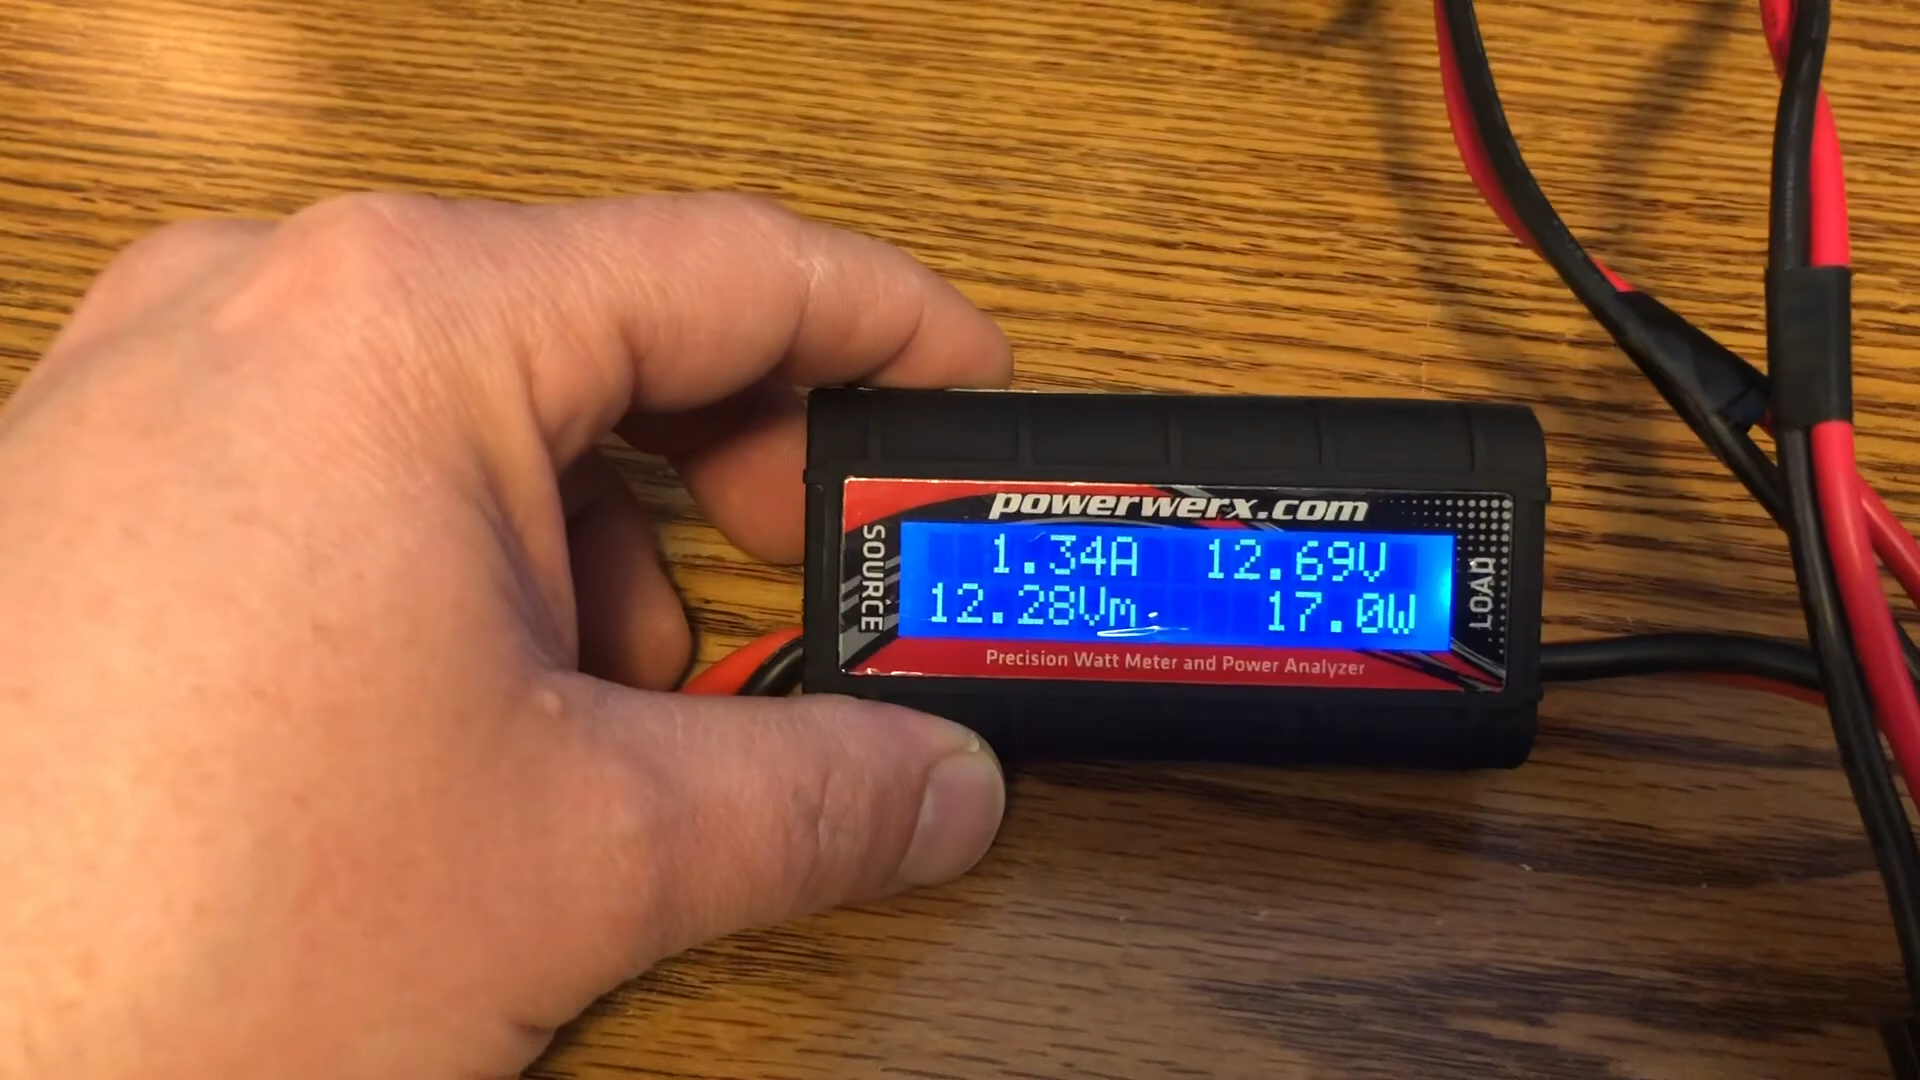 powerwerx.com
SOURCE
1.34A 12.69V
12.28Vm 17.0W
LOAD
Precision Watt Meter and Power Analyzer